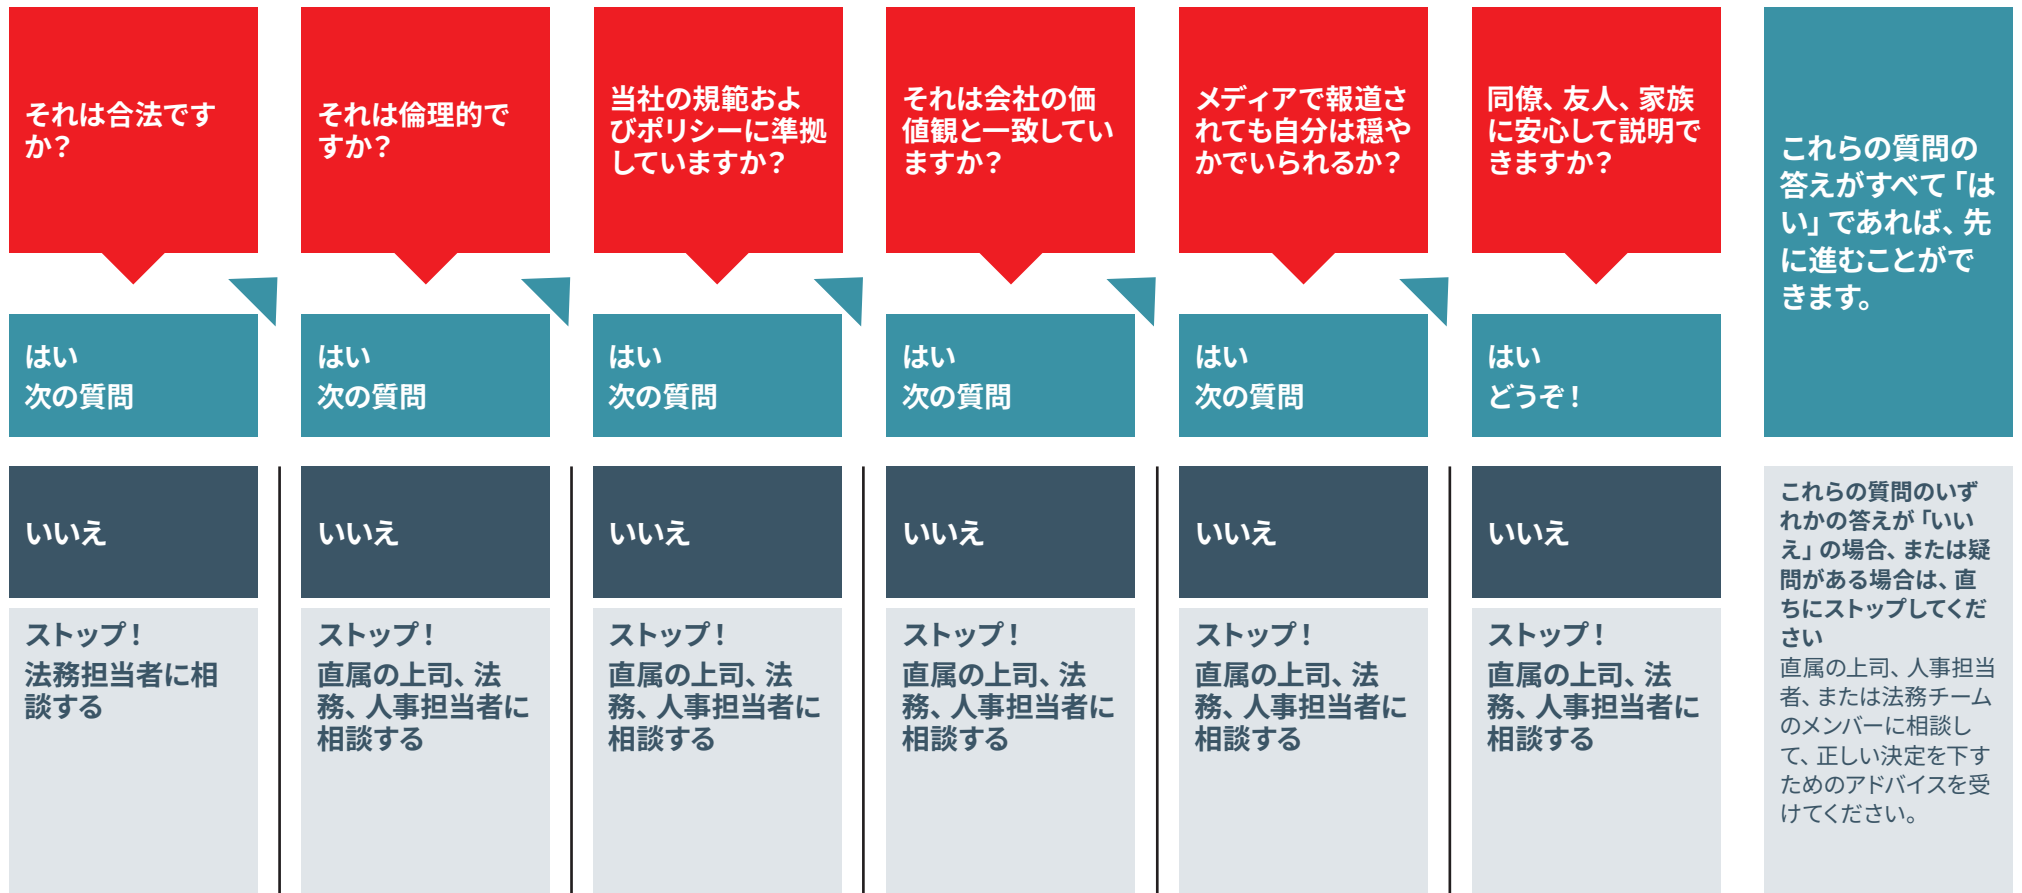 それは合法です
か？
はい
次の質問
いいえ
ストップ！
法務担当者に相
談する
それは倫理的で
すか？
はい
次の質問
いいえ
ストップ！
直属の上司、法
務、人事担当者に
相談する
当社の規範およ
びポリシーに準拠
していますか？
はい
次の質問
いいえ
ストップ！
直属の上司、法
務、人事担当者に
相談する
それは会社の価
値観と一致してい
ますか？
はい
次の質問
いいえ
ストップ！
直属の上司、法
務、人事担当者に
相談する
メディアで報道さ
れても自分は穏や
かでいられるか？
はい
次の質問
いいえ
ストップ！
直属の上司、法
務、人事担当者に
相談する
同僚、友人、家族
に安心して説明で
きますか？
はい
どうぞ！
いいえ
ストップ！
直属の上司、法
務、人事担当者に
相談する
これらの質問の
答えがすべて「は
い」であれば、先
に進むことがで
きます。
これらの質問のいず
れかの答えが「いい
え」の場合、または疑
問がある場合は、直
ちにストップしてくだ
さい
直属の上司、人事担当
者、または法務チーム
のメンバーに相談し
て、正しい決定を下す
ためのアドバイスを受
けてください。